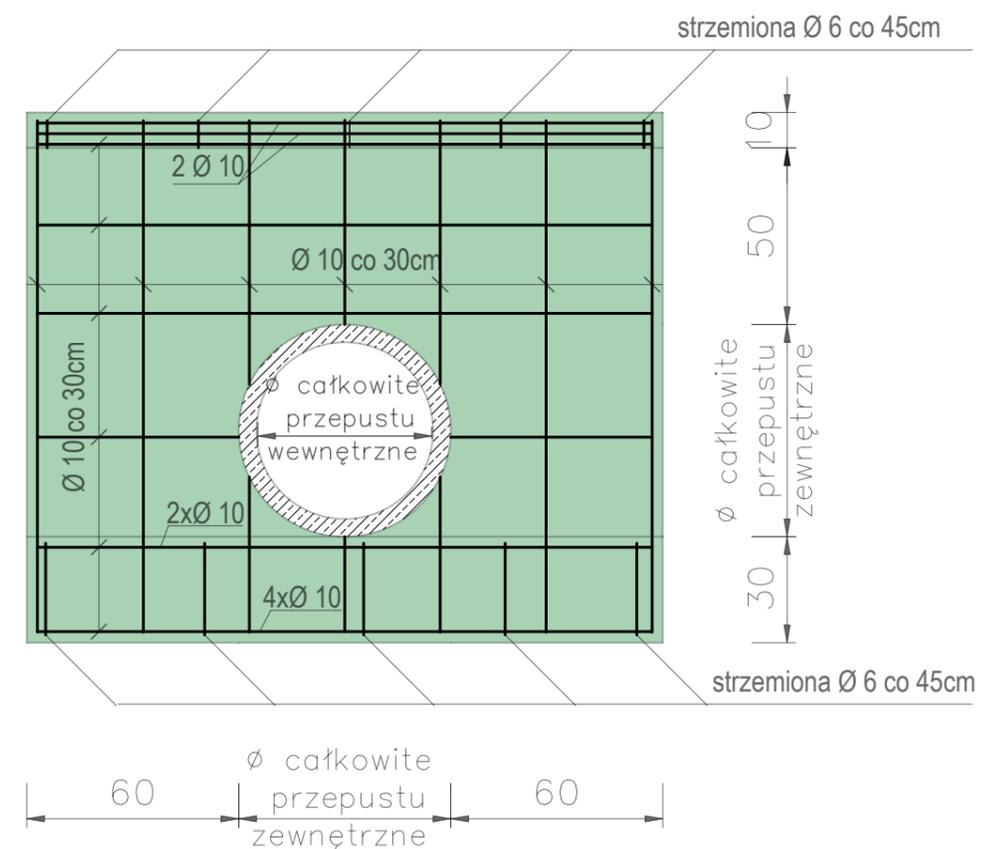 strzemiona Ø 6 co 45cm
10
2 Ø 10
50
Ø 10 co 30cm
Ø 10 co 30cm
ø całkowite
przepustu
wewnętrzne
ø całkowite
przepustu
zewnętrzne
2xØ 10
4xØ 10
30
strzemiona Ø 6 co 45cm
60
ø całkowite
przepustu
zewnętrzne
60